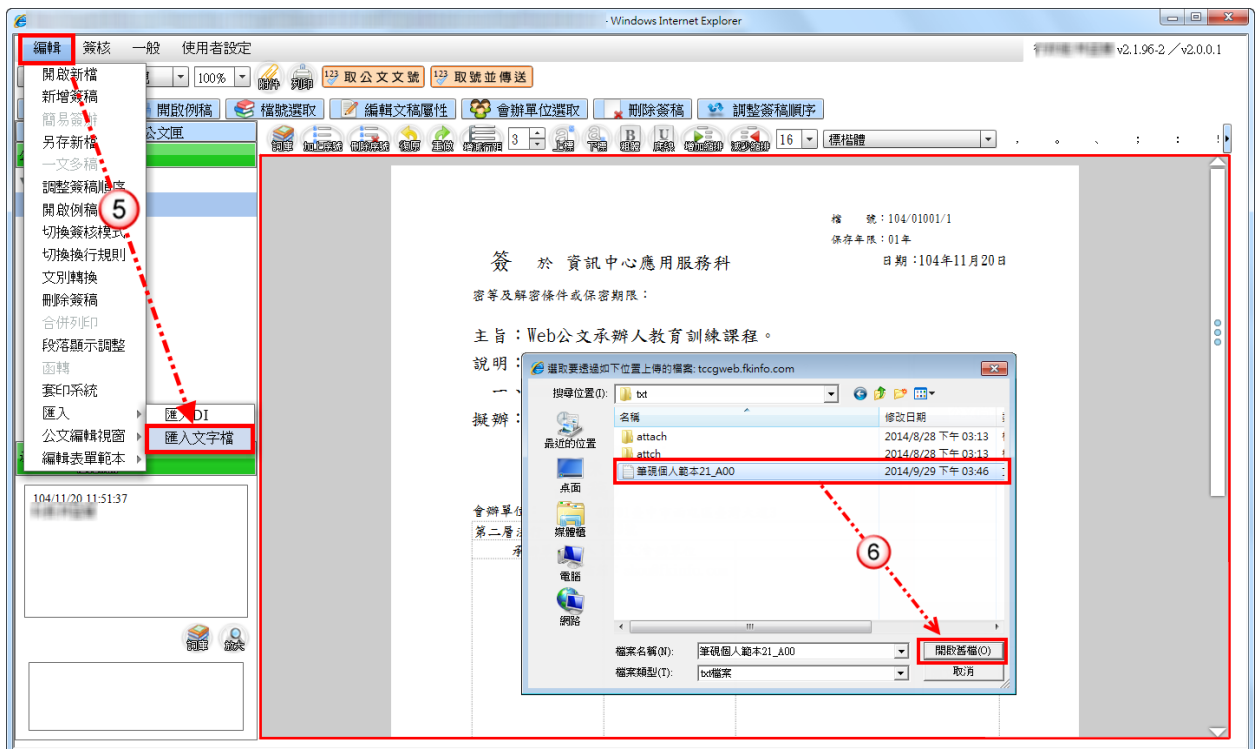 - Windows Internet Explorer
編輯 簽核 一般 使用者設定
v2.1.96-2／v2.0.0.1
100% 附件 列印 123 取公文文號 123 取號並傳送
開啟例稿 檔號選取 編輯文稿屬性 會辦單位選取 刪除簽稿 調整簽稿順序
公文匣
詞庫 加上底線 刪除底線 復原 重做 3 上標 下標 B 粗體 U 底線 增加縮排 減少縮排 16 標楷體 ， 。 、 ； ： ！
開啟新檔
新增簽稿
簡易簽辦
另存新檔
一文多稿
調整簽稿順序
開啟例稿
切換簽核模式
切換換行規則
文別轉換
刪除簽稿
合併列印
段落顯示調整
函轉
套印系統
匯入
公文編輯視窗
編輯表單範本
匯入DI
匯入文字檔
5
104/11/20 11:51:37
詞庫 放大
檔 號：104/01001/1
保存年限：01年
簽 於 資訊中心應用服務科 日期：104年11月20日
密等及解密條件或保密期限：
主旨：Web公文承辦人教育訓練課程。
說明：
一、
擬辦：
會辦單位
第二層
承
選取要透過如下位置上傳的檔案: tccgweb.fkinfo.com
搜尋位置(I): txt
名稱 修改日期
attach 2014/8/28 下午 03:13
attch 2014/8/28 下午 03:13
筆硯個人範本21_A00 2014/9/29 下午 03:46
最近的位置
桌面
媒體櫃
電腦
網路
6
檔案名稱(N): 筆硯個人範本21_A00 開啟舊檔(O)
檔案類型(T): txt檔案 取消